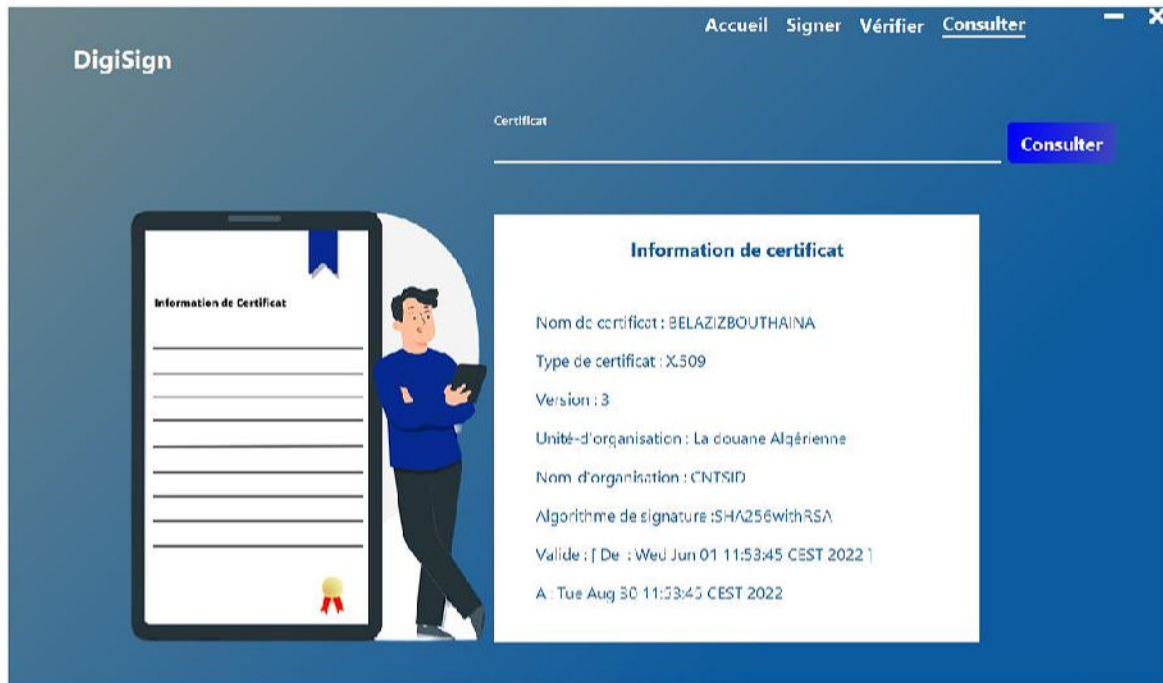 Accueil Signer Vérifier Consulter
DigiSign
Certificat
Consulter
Information de Certificat
Information de certificat
Nom de certificat : BELAZIZBOUTHAINA
Type de certificat : X.509
Version : 3
Unité-d'organisation : La douane Algérienne
Nom d'organisation : CNTSID
Algorithme de signature :SHA256withRSA
Valide : [ De : Wed Jun 01 11:53:45 CEST 2022 ]
A : Tue Aug 30 11:53:45 CEST 2022